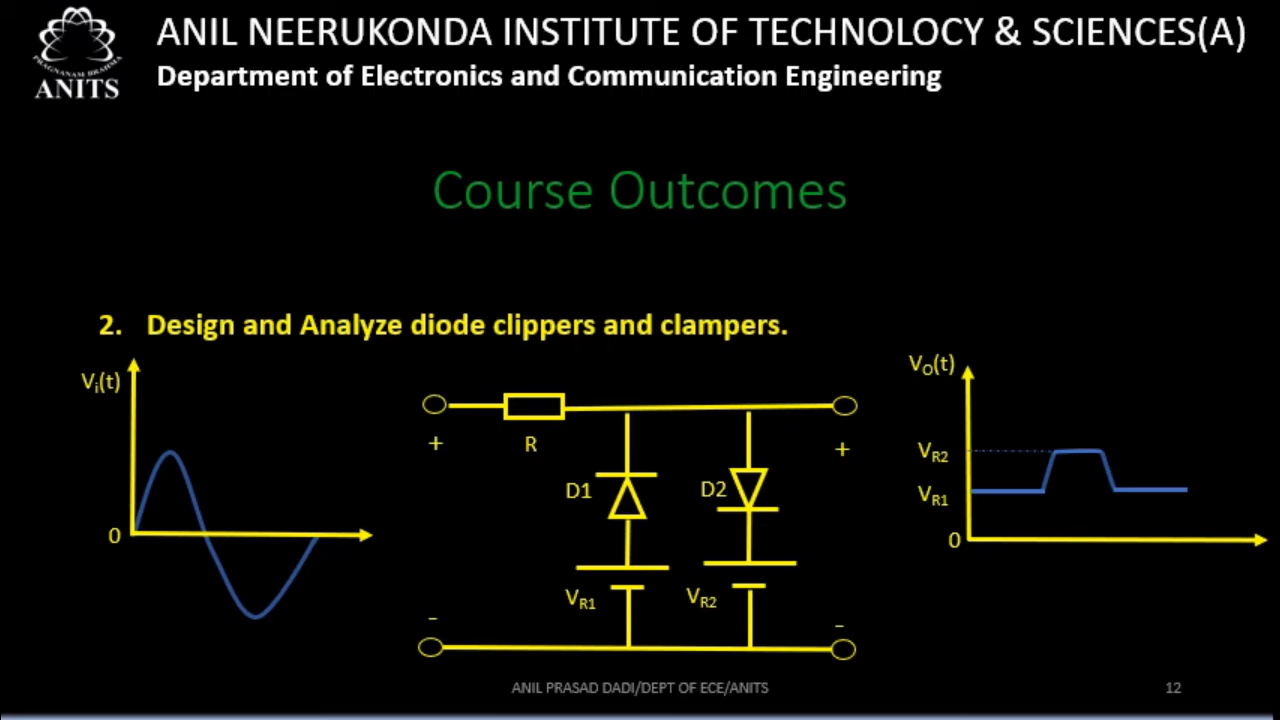 ANIL NEERUKONDA INSTITUTE OF TECHNOLOCY & SCIENCES(A)
Department of Electronics and Communication Engineering
PRAGNANAM BRAHMA
ANITS
Course Outcomes
2. Design and Analyze diode clippers and clampers.
Vi(t)
0
+
R
+
D1
D2
VR1
VR2
-
-
VO(t)
VR2
VR1
0
ANIL PRASAD DADI/DEPT OF ECE/ANITS
12